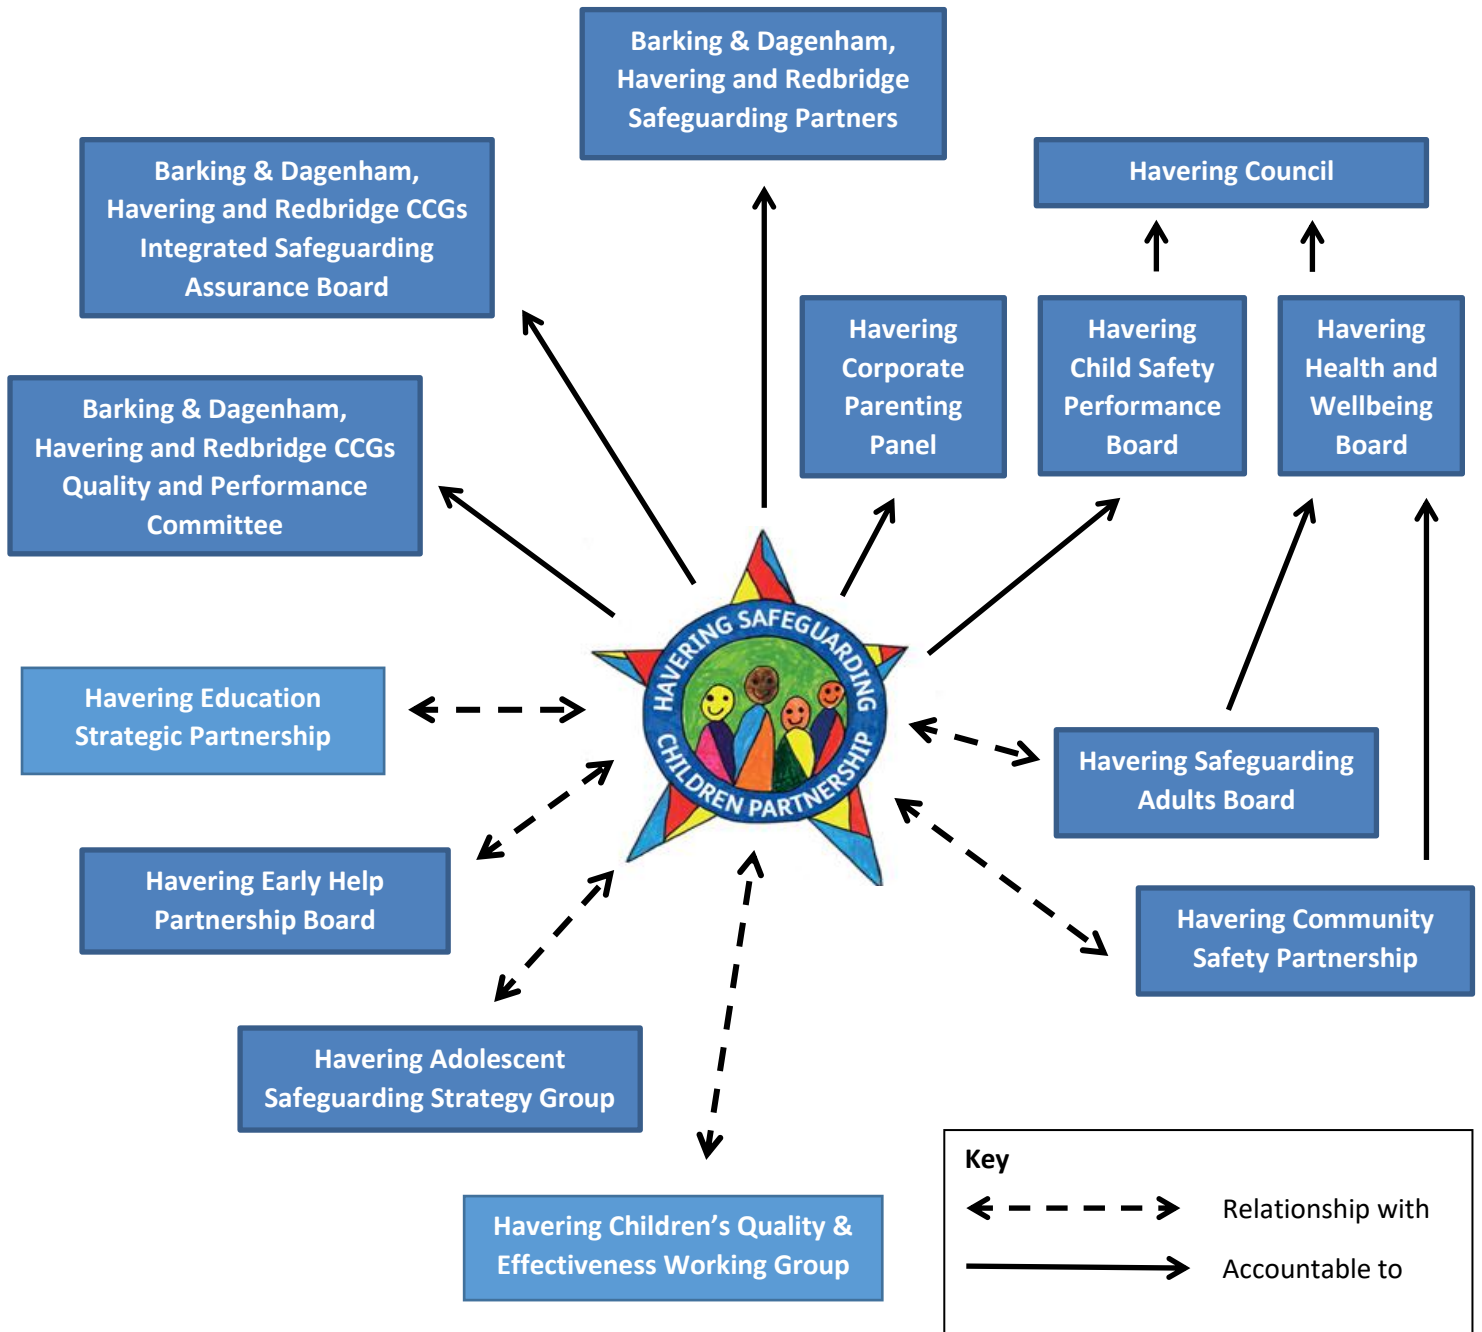 Barking & Dagenham,
Havering and Redbridge
Safeguarding Partners
Barking & Dagenham,
Havering and Redbridge CCGs
Integrated Safeguarding
Assurance Board
Havering Council
Havering
Corporate
Parenting
Panel
Havering
Child Safety
Performance
Board
Havering
Health and
Wellbeing
Board
Barking & Dagenham,
Havering and Redbridge CCGs
Quality and Performance
Committee
HAVERING SAFEGUARDING
CHILDREN PARTNERSHIP
Havering Education
Strategic Partnership
Havering Safeguarding
Adults Board
Havering Early Help
Partnership Board
Havering Community
Safety Partnership
Havering Adolescent
Safeguarding Strategy Group
Havering Children’s Quality &
Effectiveness Working Group
Key
Relationship with
Accountable to